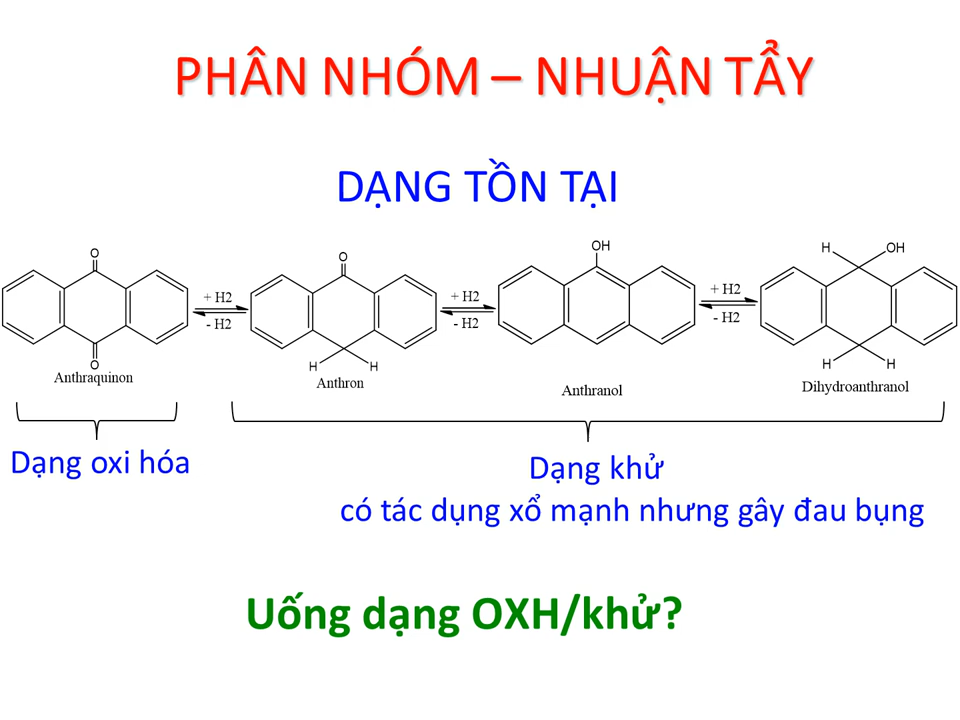 PHÂN NHÓM – NHUẬN TẨY
DẠNG TỒN TẠI
O
O
Anthraquinon
+ H2
- H2
O
H H
Anthron
+ H2
- H2
OH
Anthranol
+ H2
- H2
H OH
H H
Dihydroanthranol
Dạng oxi hóa
Dạng khử
có tác dụng xổ mạnh nhưng gây đau bụng
Uống dạng OXH/khử?